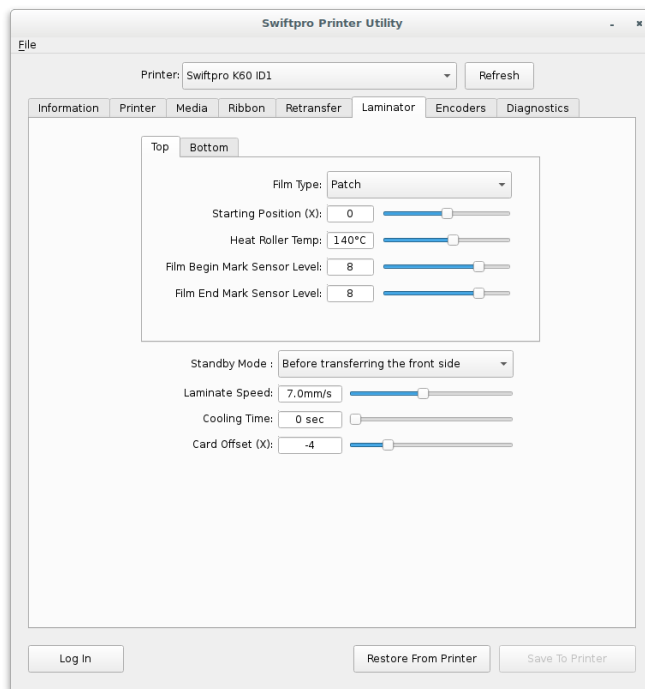 Swiftpro Printer Utility
File
Printer: Swiftpro K60 ID1 Refresh
Information Printer Media Ribbon Retransfer Laminator Encoders Diagnostics
Top Bottom
Film Type: Patch
Starting Position (X): 0
Heat Roller Temp: 140°C
Film Begin Mark Sensor Level: 8
Film End Mark Sensor Level: 8
Standby Mode : Before transferring the front side
Laminate Speed: 7.0mm/s
Cooling Time: 0 sec
Card Offset (X): -4
Log In Restore From Printer Save To Printer